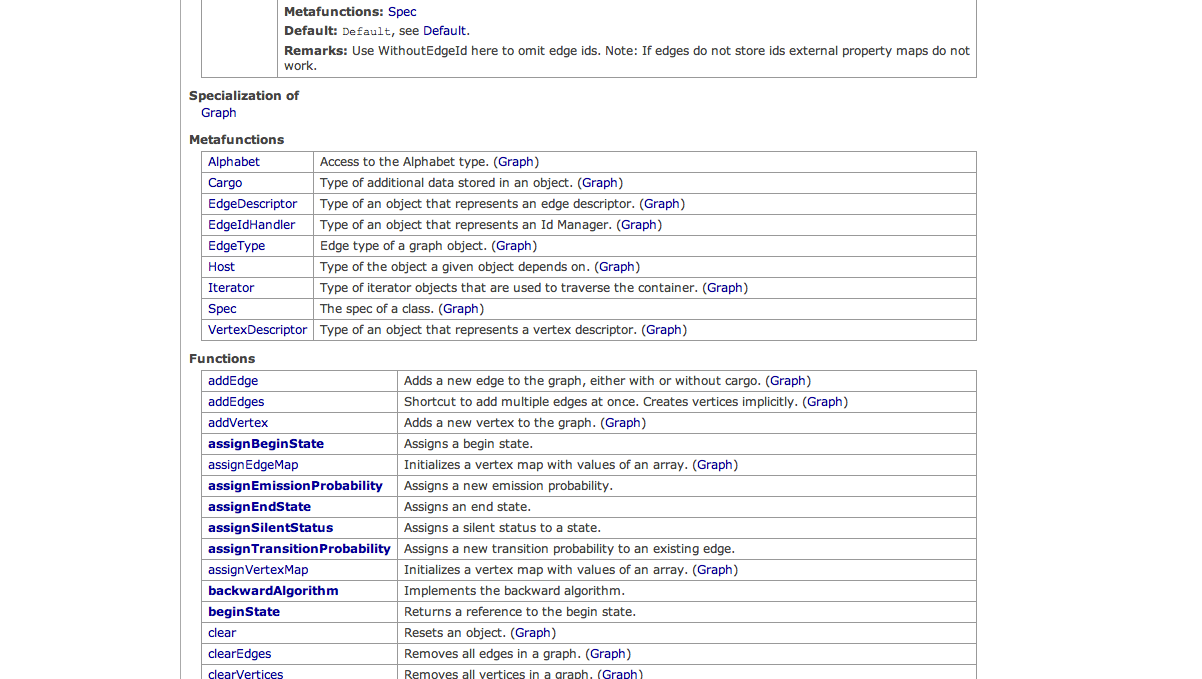 Metafunctions: Spec
Default: Default, see Default.
Remarks: Use WithoutEdgeId here to omit edge ids. Note: If edges do not store ids external property maps do not
work.
Specialization of
Graph
Metafunctions
Alphabet Access to the Alphabet type. (Graph)
Cargo Type of additional data stored in an object. (Graph)
EdgeDescriptor Type of an object that represents an edge descriptor. (Graph)
EdgeIdHandler Type of an object that represents an Id Manager. (Graph)
EdgeType Edge type of a graph object. (Graph)
Host Type of the object a given object depends on. (Graph)
Iterator Type of iterator objects that are used to traverse the container. (Graph)
Spec The spec of a class. (Graph)
VertexDescriptor Type of an object that represents a vertex descriptor. (Graph)
Functions
addEdge Adds a new edge to the graph, either with or without cargo. (Graph)
addEdges Shortcut to add multiple edges at once. Creates vertices implicitly. (Graph)
addVertex Adds a new vertex to the graph. (Graph)
assignBeginState Assigns a begin state.
assignEdgeMap Initializes a vertex map with values of an array. (Graph)
assignEmissionProbability Assigns a new emission probability.
assignEndState Assigns an end state.
assignSilentStatus Assigns a silent status to a state.
assignTransitionProbability Assigns a new transition probability to an existing edge.
assignVertexMap Initializes a vertex map with values of an array. (Graph)
backwardAlgorithm Implements the backward algorithm.
beginState Returns a reference to the begin state.
clear Resets an object. (Graph)
clearEdges Removes all edges in a graph. (Graph)
clearVertices Removes all vertices in a graph. (Graph)